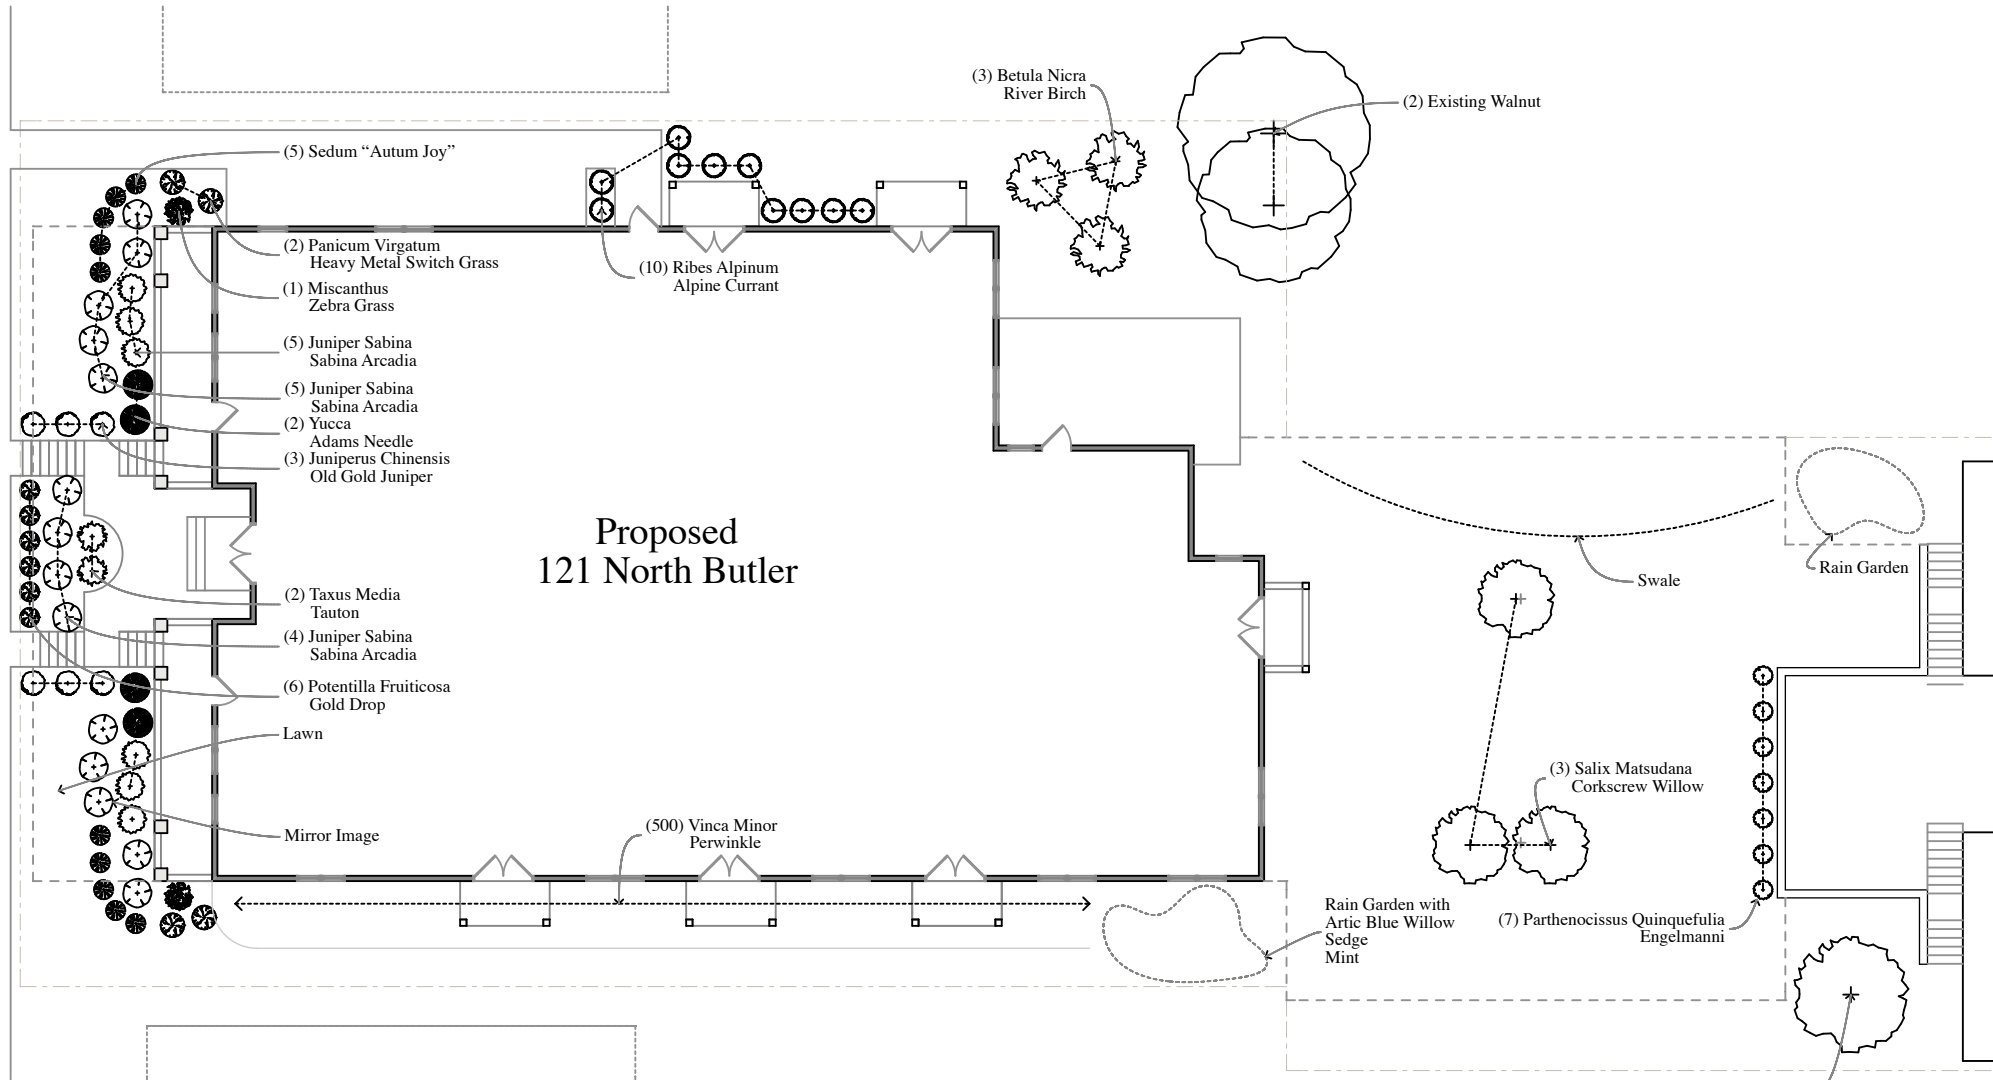 (3) Betula Nicra
River Birch
(2) Existing Walnut
(5) Sedum “Autum Joy”
(2) Panicum Virgatum
Heavy Metal Switch Grass
(1) Miscanthus
Zebra Grass
(10) Ribes Alpinum
Alpine Currant
(5) Juniper Sabina
Sabina Arcadia
(5) Juniper Sabina
Sabina Arcadia
(2) Yucca
Adams Needle
(3) Juniperus Chinensis
Old Gold Juniper
Proposed
121 North Butler
Rain Garden
Swale
(2) Taxus Media
Tauton
(4) Juniper Sabina
Sabina Arcadia
(6) Potentilla Fruiticosa
Gold Drop
Lawn
(3) Salix Matsudana
Corkscrew Willow
Mirror Image
(500) Vinca Minor
Perwinkle
Rain Garden with
Artic Blue Willow
Sedge
Mint
(7) Parthenocissus Quinquefulia
Engelmanni